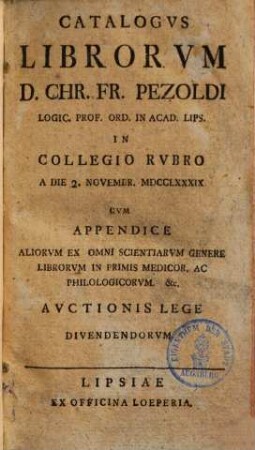 CATALOGVS
LIBRORVM
D. CHR. FR. PEZOLDI
LOGIC. PROF. ORD. IN ACAD. LIPS.
IN
COLLEGIO RVBRO
A DIE 2. NOVEMBR. MDCCLXXXIX
CVM
APPENDICE
ALIORVM EX OMNI SCIENTIARVM GENERE
LIBRORVM IN PRIMIS MEDICOR. AC
PHILOLOGICORVM. &c.
AVCTIONIS LEGE
DIVENDENDORVM
LIPSIAE
EX OFFICINA LOEPERIA.